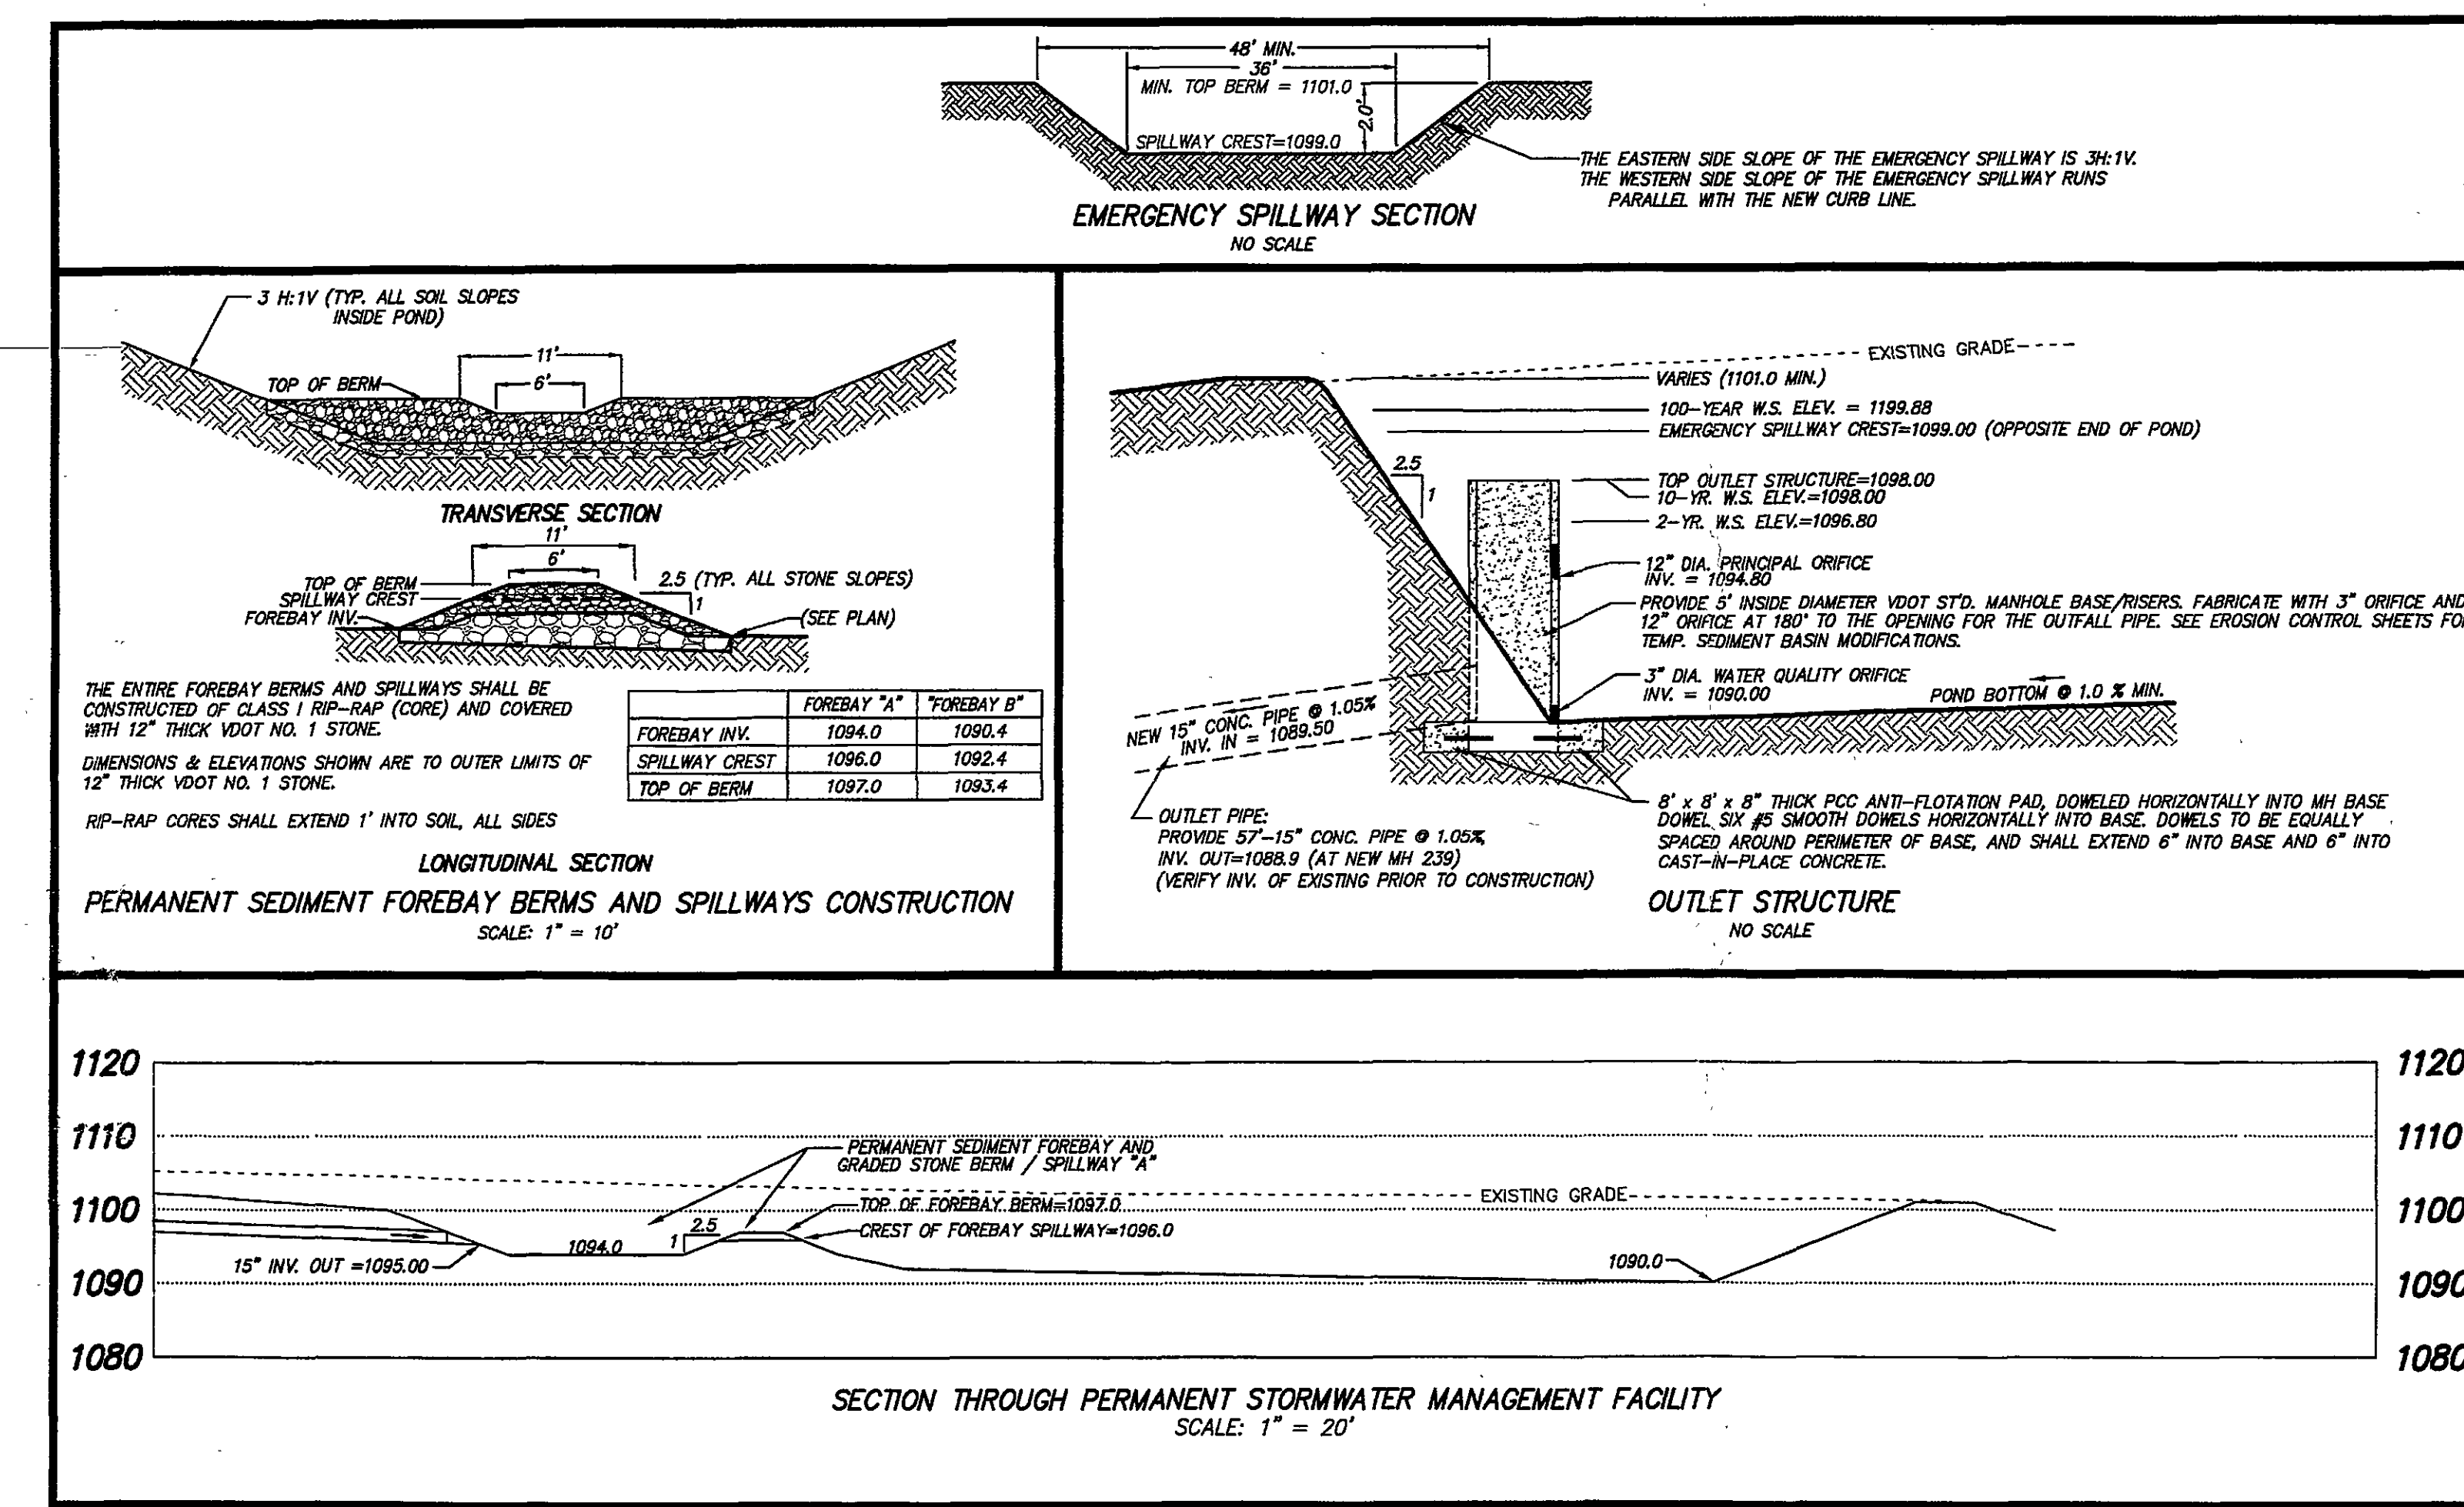 48' MIN.
36'
MIN. TOP BERM = 1101.0
2.0'
SPILLWAY CREST=1099.0
THE EASTERN SIDE SLOPE OF THE EMERGENCY SPILLWAY IS 3H:1V.
THE WESTERN SIDE SLOPE OF THE EMERGENCY SPILLWAY RUNS
PARALLEL WITH THE NEW CURB LINE.
EMERGENCY SPILLWAY SECTION
NO SCALE
3 H:1V (TYP. ALL SOIL SLOPES
INSIDE POND)
11'
6'
TOP OF BERM
TRANSVERSE SECTION
11'
6'
TOP OF BERM
SPILLWAY CREST
FOREBAY INV.
2.5 (TYP. ALL STONE SLOPES)
1
(SEE PLAN)
THE ENTIRE FOREBAY BERMS AND SPILLWAYS SHALL BE
CONSTRUCTED OF CLASS I RIP-RAP (CORE) AND COVERED
WITH 12" THICK VDOT NO. 1 STONE.
DIMENSIONS & ELEVATIONS SHOWN ARE TO OUTER LIMITS OF
12" THICK VDOT NO. 1 STONE.
RIP-RAP CORES SHALL EXTEND 1' INTO SOIL, ALL SIDES
FOREBAY "A" "FOREBAY B"
FOREBAY INV. 1094.0 1090.4
SPILLWAY CREST 1096.0 1092.4
TOP OF BERM 1097.0 1093.4
LONGITUDINAL SECTION
PERMANENT SEDIMENT FOREBAY BERMS AND SPILLWAYS CONSTRUCTION
SCALE: 1" = 10'
EXISTING GRADE
VARIES (1101.0 MIN.)
100-YEAR W.S. ELEV. = 1199.88
EMERGENCY SPILLWAY CREST=1099.00 (OPPOSITE END OF POND)
2.5
1
TOP OUTLET STRUCTURE=1098.00
10-YR. W.S. ELEV.=1098.00
2-YR. W.S. ELEV.=1096.80
12" DIA. PRINCIPAL ORIFICE
INV. = 1094.80
PROVIDE 5' INSIDE DIAMETER VDOT ST'D. MANHOLE BASE/RISERS. FABRICATE WITH 3" ORIFICE AND
12" ORIFICE AT 180° TO THE OPENING FOR THE OUTFALL PIPE. SEE EROSION CONTROL SHEETS
TEMP. SEDIMENT BASIN MODIFICATIONS.
3" DIA. WATER QUALITY ORIFICE
INV. = 1090.00
POND BOTTOM @ 1.0 % MIN.
NEW 15" CONC. PIPE @ 1.05%
INV. IN = 1089.50
OUTLET PIPE:
PROVIDE 57'-15" CONC. PIPE @ 1.05%,
INV. OUT=1088.9 (AT NEW MH 239)
(VERIFY INV. OF EXISTING PRIOR TO CONSTRUCTION)
8' x 8' x 8" THICK PCC ANTI-FLOTATION PAD, DOWELED HORIZONTALLY INTO MH BASE
DOWEL SIX #5 SMOOTH DOWELS HORIZONTALLY INTO BASE. DOWELS TO BE EQUALLY
SPACED AROUND PERIMETER OF BASE, AND SHALL EXTEND 6" INTO BASE AND 6" INTO
CAST-IN-PLACE CONCRETE.
OUTLET STRUCTURE
NO SCALE
1120 1120
1110 1110
PERMANENT SEDIMENT FOREBAY AND
GRADED STONE BERM / SPILLWAY "A"
EXISTING GRADE
1100 1100
TOP OF FOREBAY BERM=1097.0
2.5
1
CREST OF FOREBAY SPILLWAY=1096.0
1094.0
15" INV. OUT =1095.00
1090.0
1090 1090
1080 1080
SECTION THROUGH PERMANENT STORMWATER MANAGEMENT FACILITY
SCALE: 1" = 20'